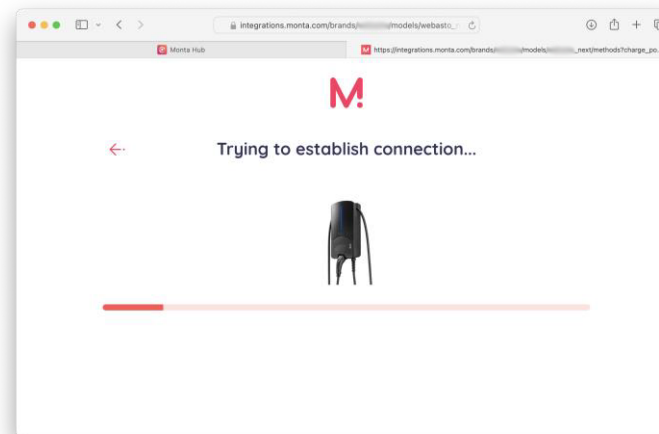 integrations.monta.com/brands/ /models/webasto_
Monta Hub
https://integrations.monta.com/brands/ /models/ _next/methods?charge_po...
M!
Trying to establish connection...